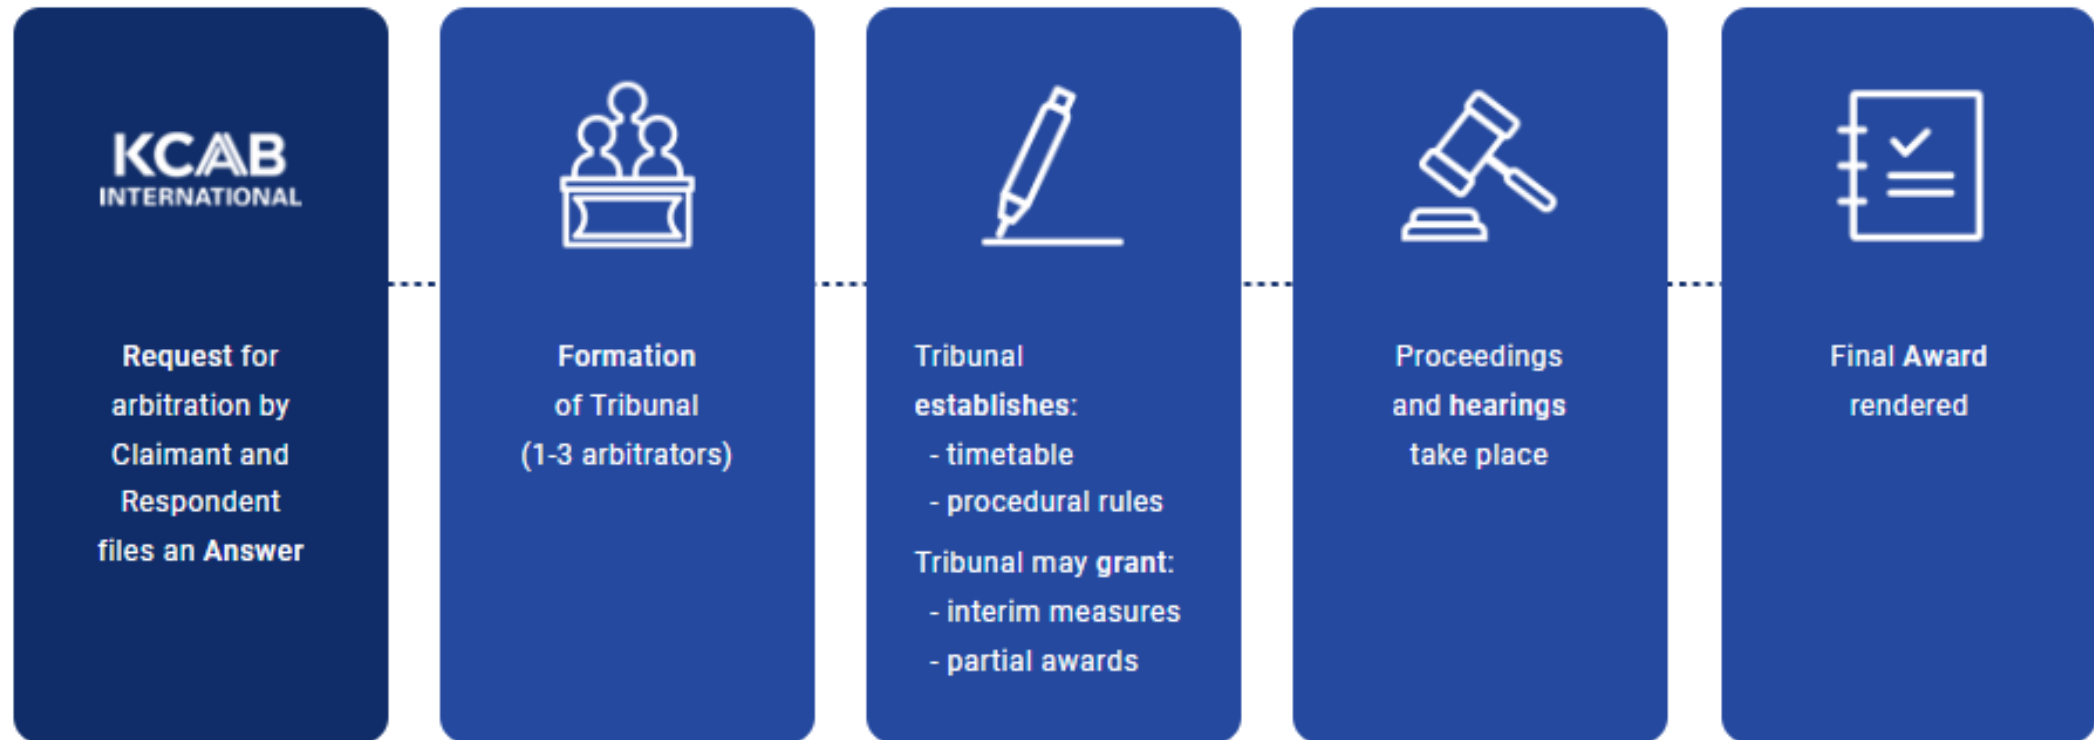 KCAB
INTERNATIONAL
Request for
arbitration by
Claimant and
Respondent
files an Answer
Formation
of Tribunal
(1-3 arbitrators)
Tribunal
establishes:
- timetable
- procedural rules
Tribunal may grant:
- interim measures
- partial awards
Proceedings
and hearings
take place
Final Award
rendered